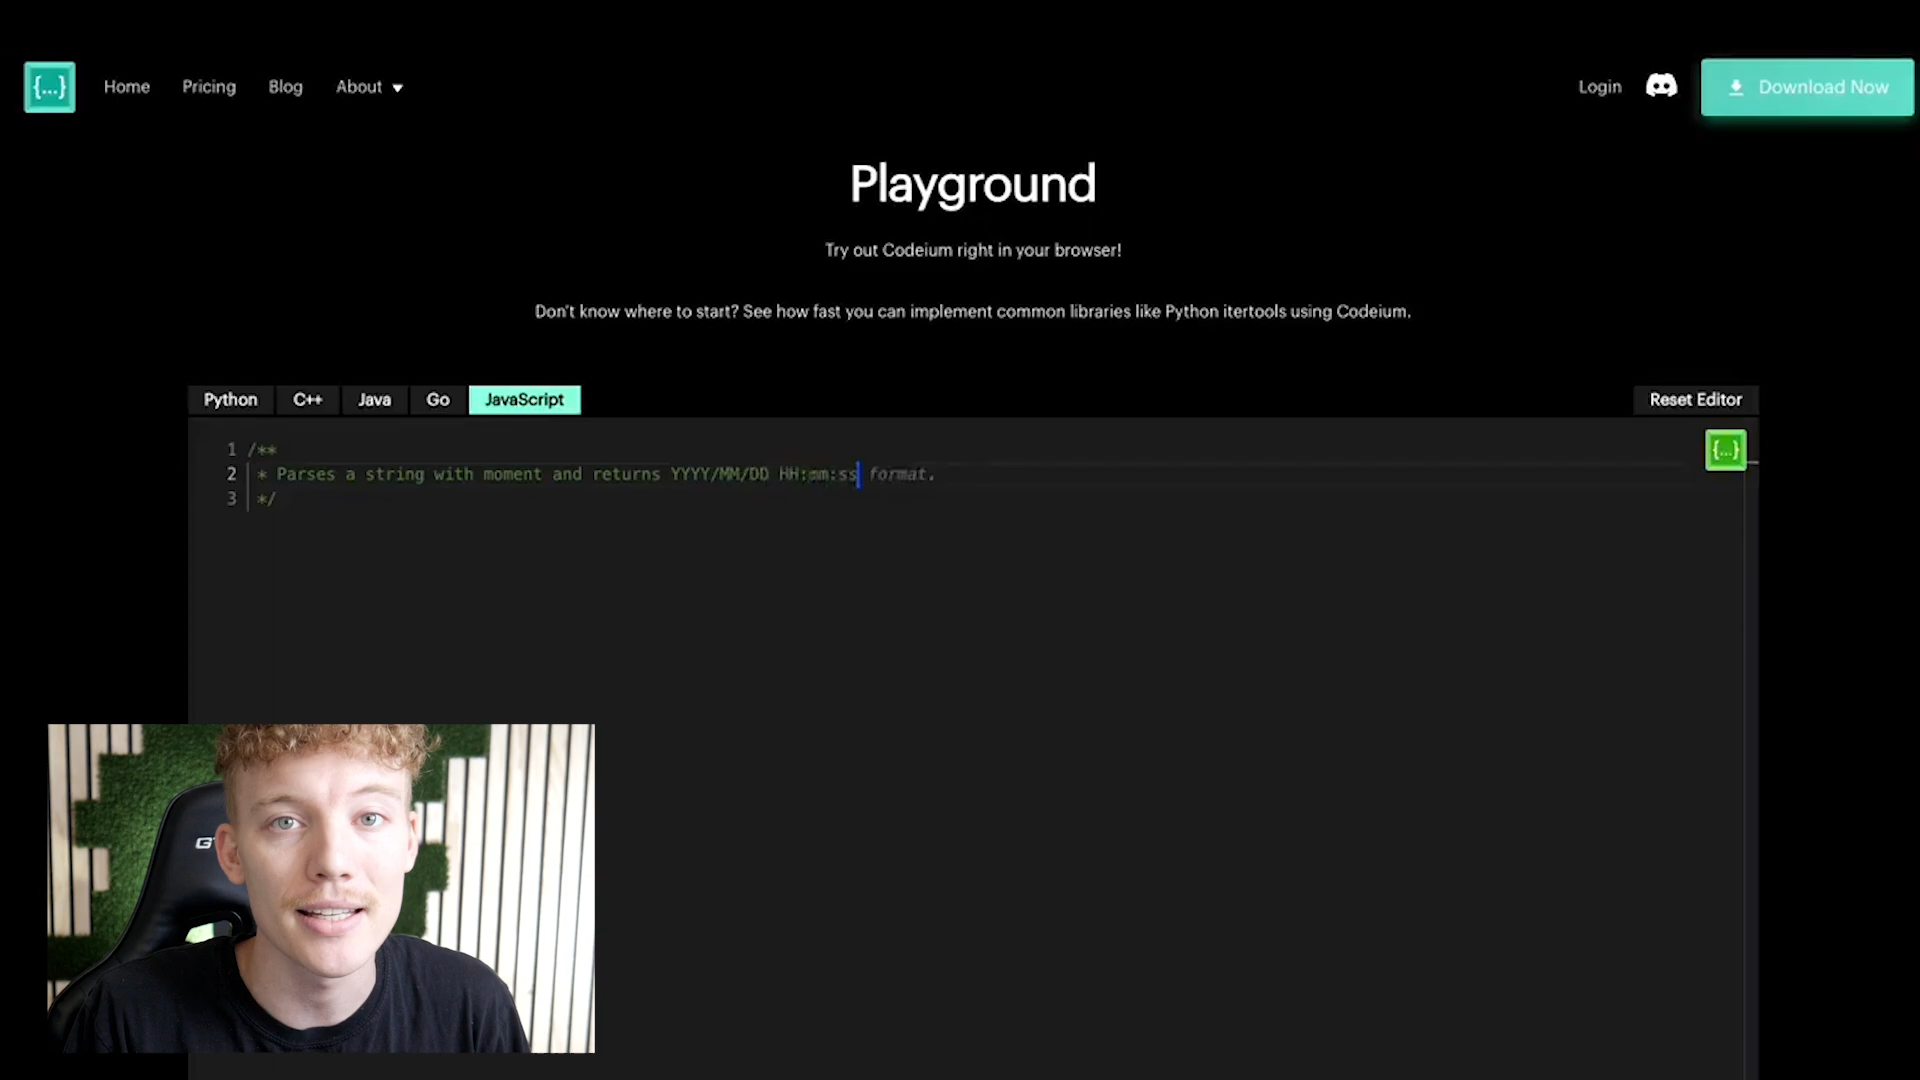 {...} Home Pricing Blog About Login Download Now
Playground
Try out Codeium right in your browser!
Don't know where to start? See how fast you can implement common libraries like Python itertools using Codeium.
Python C++ Java Go JavaScript Reset Editor
1 /**
{...}
2 * Parses a string with moment and returns YYYY/MM/DD HH:mm:ss format.
3 */